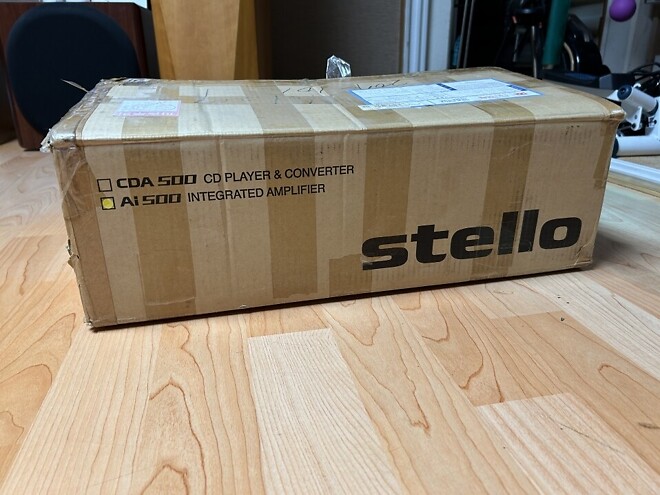 CDA 500 CD PLAYER & CONVERTER
Ai 500 INTEGRATED AMPLIFIER
stello